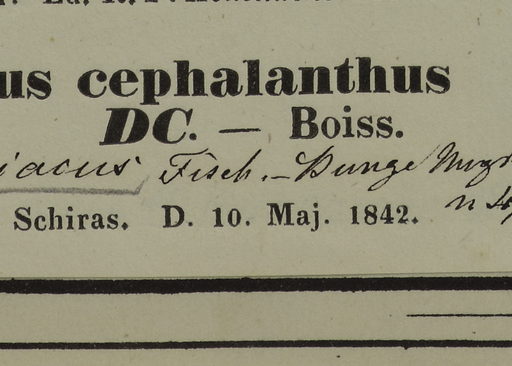 us cephalanthus
DC. — Boiss.
iacus Fisch. – Bunge
Schiras. D. 10. Maj. 1842.